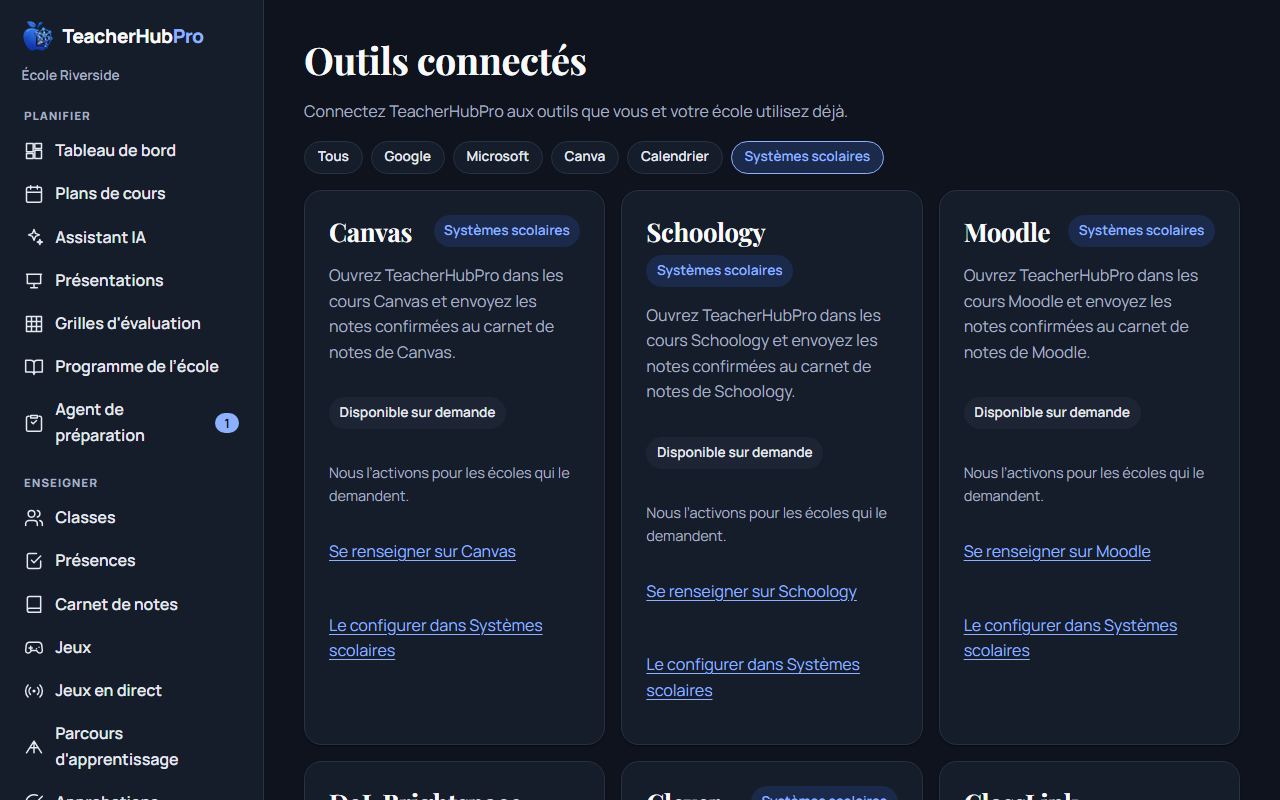 TeacherHubPro
École Riverside
PLANIFIER
Tableau de bord
Plans de cours
Assistant IA
Présentations
Grilles d'évaluation
Programme de l'école
Agent de
préparation
1
ENSEIGNER
Classes
Présences
Carnet de notes
Jeux
Jeux en direct
Parcours
d'apprentissage
Approbations
Outils connectés
Connectez TeacherHubPro aux outils que vous et votre école utilisez déjà.
Tous
Google
Microsoft
Canva
Calendrier
Systèmes scolaires
Canvas
Systèmes scolaires
Ouvrez TeacherHubPro dans les
cours Canvas et envoyez les
notes confirmées au carnet de
notes de Canvas.
Disponible sur demande
Nous l'activons pour les écoles qui le
demandent.
Se renseigner sur Canvas
Le configurer dans Systèmes
scolaires
Schoology
Systèmes scolaires
Ouvrez TeacherHubPro dans les
cours Schoology et envoyez les
notes confirmées au carnet de
notes de Schoology.
Disponible sur demande
Nous l'activons pour les écoles qui le
demandent.
Se renseigner sur Schoology
Le configurer dans Systèmes
scolaires
Moodle
Systèmes scolaires
Ouvrez TeacherHubPro dans les
cours Moodle et envoyez les
notes confirmées au carnet de
notes de Moodle.
Disponible sur demande
Nous l'activons pour les écoles qui le
demandent.
Se renseigner sur Moodle
Le configurer dans Systèmes
scolaires
D2L Brightspace
Clever
Systèmes scolaires
ClassLink